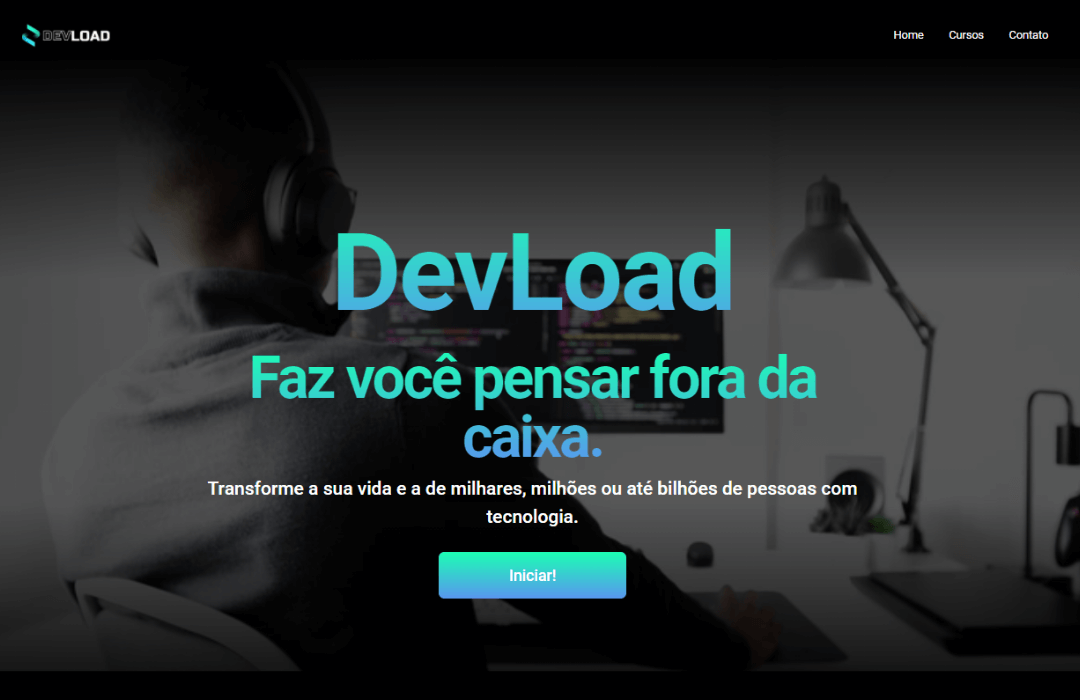 DEVLOAD
Home
Cursos
Contato
DevLoad
Faz você pensar fora da
caixa.
Transforme a sua vida e a de milhares, milhões ou até bilhões de pessoas com
tecnologia.
Iniciar!